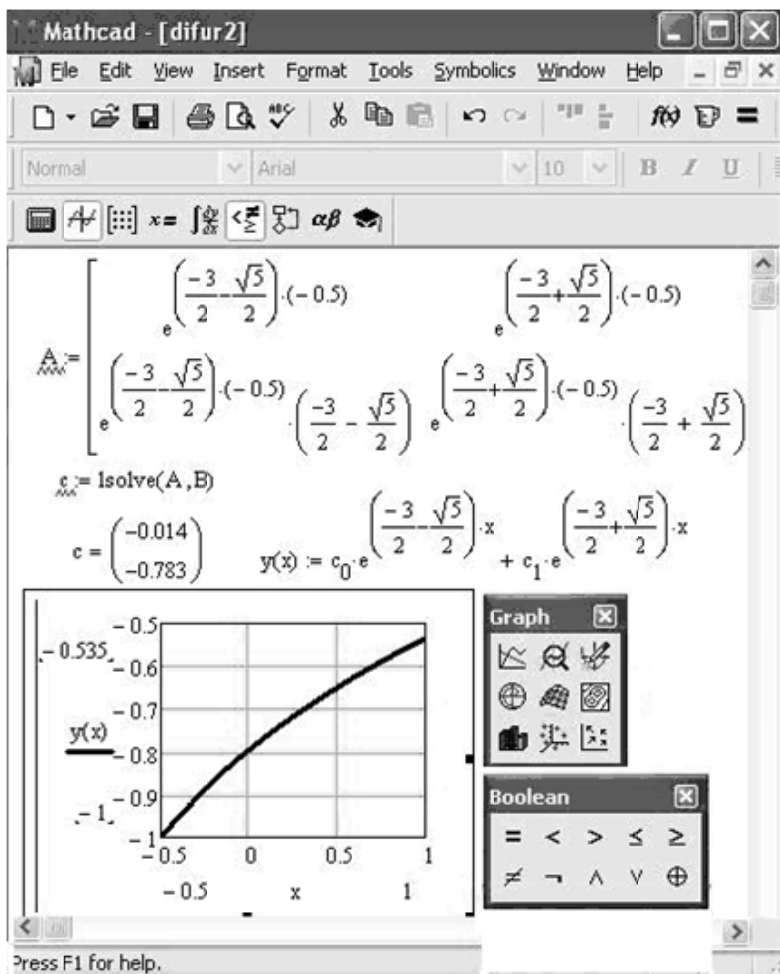 Mathcad - [difur2]
File Edit View Insert Format Tools Symbolics Window Help
ABC f(x) =
Normal Arial 10 B I U
x= ∫ dy/dx <≠≥ αβ
A:= [ e^((-3/2 - √5/2)·(-0.5)) e^((-3/2 + √5/2)·(-0.5))
e^((-3/2 - √5/2)·(-0.5))·(-3/2 - √5/2) e^((-3/2 + √5/2)·(-0.5))·(-3/2 + √5/2)
c:= lsolve(A,B)
c = (-0.014 -0.783) y(x) := c₀·e^((-3/2 - √5/2)·x) + c₁·e^((-3/2 + √5/2)·x)
-0.5
-0.535
-0.6
-0.7
y(x)
-0.8
-0.9
-1
-1
-0.5 0 0.5 1
-0.5 x 1
Graph
Boolean
= < > ≤ ≥
≠ ¬ ∧ ∨ ⊕
Press F1 for help.